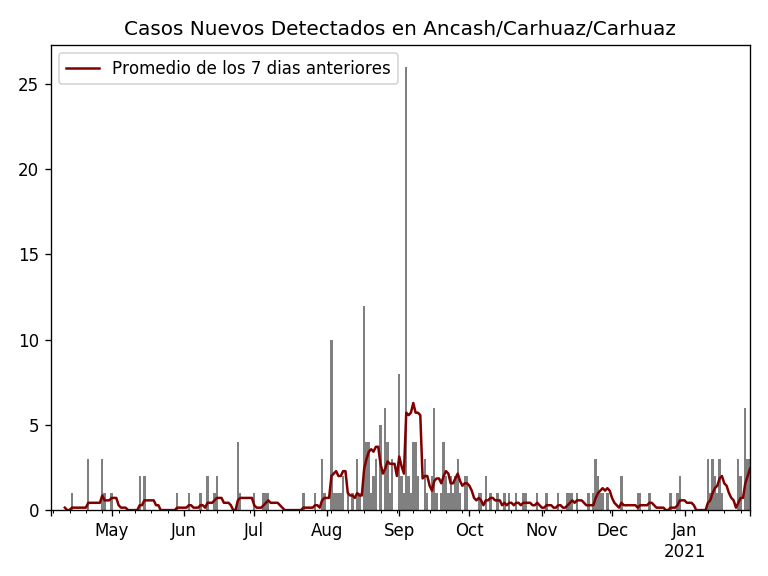 Casos Nuevos Detectados en Ancash/Carhuaz/Carhuaz
Promedio de los 7 dias anteriores
25
20
15
10
5
0
May Jun Jul Aug Sep Oct Nov Dec Jan
2021